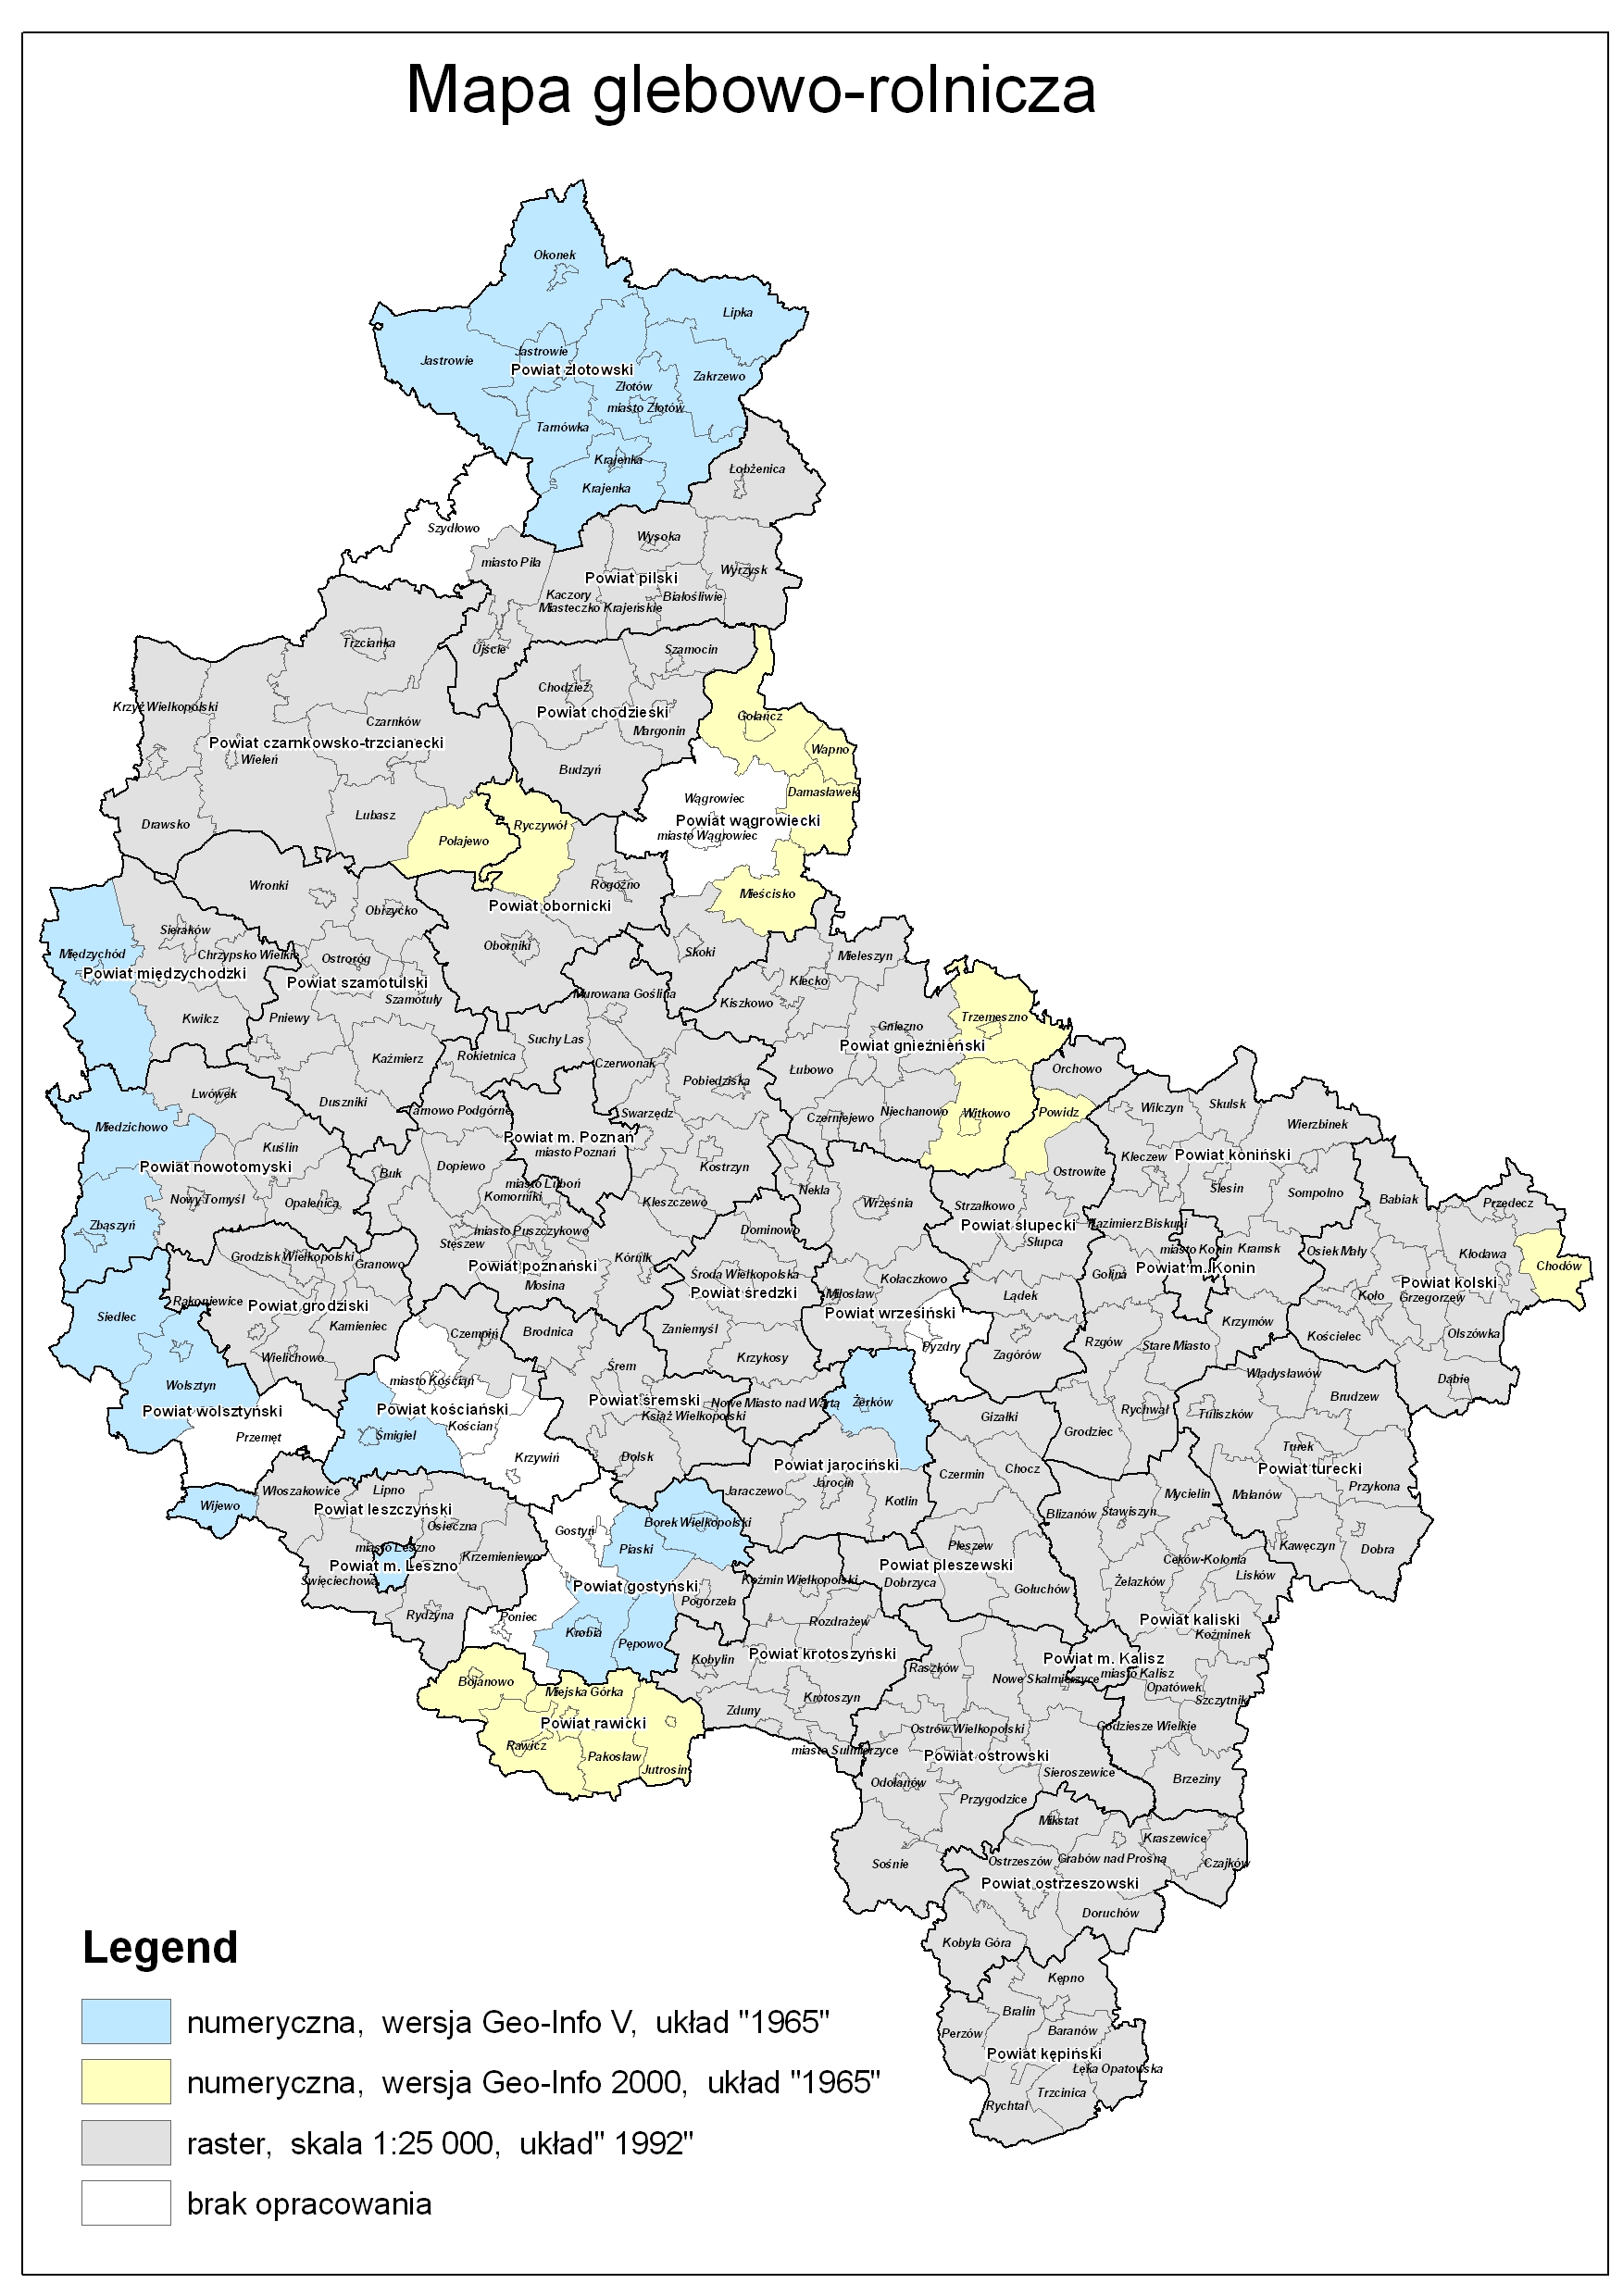 Mapa glebowo-rolnicza
Okonek
Lipka
Jastrowie
Jastrowie
Powiat złotowski
Zakrzewo
Złotów
miasto Złotów
Tarnówka
Krajenka
Krajenka
Łobżenica
Szydłowo
Wysoka
miasto Piła
Wyrzysk
Powiat pilski
Kaczory
Białośliwie
Miasteczko Krajeńskie
Trzcianka
Ujście
Szamocin
Chodzież
Krzyż Wielkopolski
Powiat chodzieski
Gołańcz
Czarnków
Margonin
Powiat czarnkowsko-trzcianecki
Wapno
Wieleń
Budzyń
Damasławek
Wągrowiec
Lubasz
Powiat wągrowiecki
Drawsko
Ryczywół
miasto Wągrowiec
Połajewo
Wronki
Rogoźno
Mieścisko
Obrzycko
Powiat obornicki
Sieraków
Oborniki
Międzychód
Chrzypsko Wielkie
Ostroróg
Skoki
Mieleszyn
Powiat międzychodzki
Powiat szamotulski
Kłecko
Szamotuły
Murowana Goślina
Kiszkowo
Kwilcz
Pniewy
Trzemeszno
Gniezno
Suchy Las
Powiat gnieźnieński
Kaźmierz
Rokietnica
Czerwonak
Łubowo
Orchowo
Pobiedziska
Lwówek
Duszniki
Tarnowo Podgórne
Swarzędz
Czerniejewo
Niechanowo
Witkowo
Powidz
Wilczyn
Skulsk
Wierzbinek
Miedzichowo
Powiat m. Poznań
Kuślin
miasto Poznań
Kleczew
Powiat koniński
Powiat nowotomyski
Buk
Dopiewo
Kostrzyn
Ostrowite
Nowy Tomyśl
Opalenica
miasto Luboń
Komorniki
Kleszczewo
Nekla
Września
Strzałkowo
Ślesin
Sompolno
Babiak
Przedecz
Zbąszyń
Stęszew
miasto Puszczykowo
Dominowo
Powiat słupecki
Kazimierz Biskupi
Słupca
Grodzisk Wielkopolski
Granowo
Powiat poznański
Kórnik
miasto Konin
Kramsk
Osiek Mały
Kłodawa
Chodów
Mosina
Środa Wielkopolska
Kołaczkowo
Golina
Powiat m. Konin
Powiat kolski
Siedlec
Rakoniewice
Powiat grodziski
Powiat średzki
Miłosław
Lądek
Koło
Grzegorzew
Kamieniec
Czempiń
Brodnica
Zaniemyśl
Powiat wrzesiński
Krzymów
Kościelec
Olszówka
Wielichowo
Krzykosy
Pyzdry
Zagórów
Rzgów
Stare Miasto
Wolsztyn
miasto Kościan
Śrem
Władysławów
Dąbie
Powiat wolsztyński
Powiat kościański
Powiat śremski
Nowe Miasto nad Wartą
Żerków
Rychwał
Brudzew
Przemęt
Śmigiel
Kościan
Książ Wielkopolski
Gizałki
Grodziec
Tuliszków
Turek
Krzywiń
Dolsk
Powiat jarociński
Czermin
Chocz
Powiat turecki
Wijewo
Włoszakowice
Lipno
Jaraczewo
Jarocin
Kotlin
Mycielin
Malanów
Przykona
Powiat leszczyński
Osieczna
Gostyń
Borek Wielkopolski
Blizanów
Stawiszyn
miasto Leszno
Piaski
Pleszew
Kawęczyn
Dobra
Powiat m. Leszno
Krzemieniewo
Powiat pleszewski
Ceków-Kolonia
Święciechowa
Powiat gostyński
Koźmin Wielkopolski
Dobrzyca
Gołuchów
Żelazków
Lisków
Rydzyna
Poniec
Pogorzela
Rozdrażew
Powiat kaliski
Krobia
Pępowo
Koźminek
Kobylin
Powiat krotoszyński
Raszków
Powiat m. Kalisz
Bojanowo
Miejska Górka
Nowe Skalmierzyce
miasto Kalisz
Opatówek
Krotoszyn
Szczytniki
Powiat rawicki
Zduny
Ostrów Wielkopolski
Godziesze Wielkie
Rawicz
Pakosław
miasto Sulmierzyce
Powiat ostrowski
Jutrosin
Odolanów
Sieroszewice
Brzeziny
Przygodzice
Mikstat
Kraszewice
Sośnie
Ostrzeszów
Grabów nad Prosną
Czajków
Powiat ostrzeszowski
Doruchów
Kobyla Góra
Kępno
Bralin
Perzów
Baranów
Powiat kępiński
Łęka Opatowska
Trzcinica
Rychtal
Legend
numeryczna, wersja Geo-Info V, układ "1965"
numeryczna, wersja Geo-Info 2000, układ "1965"
raster, skala 1:25 000, układ" 1992"
brak opracowania